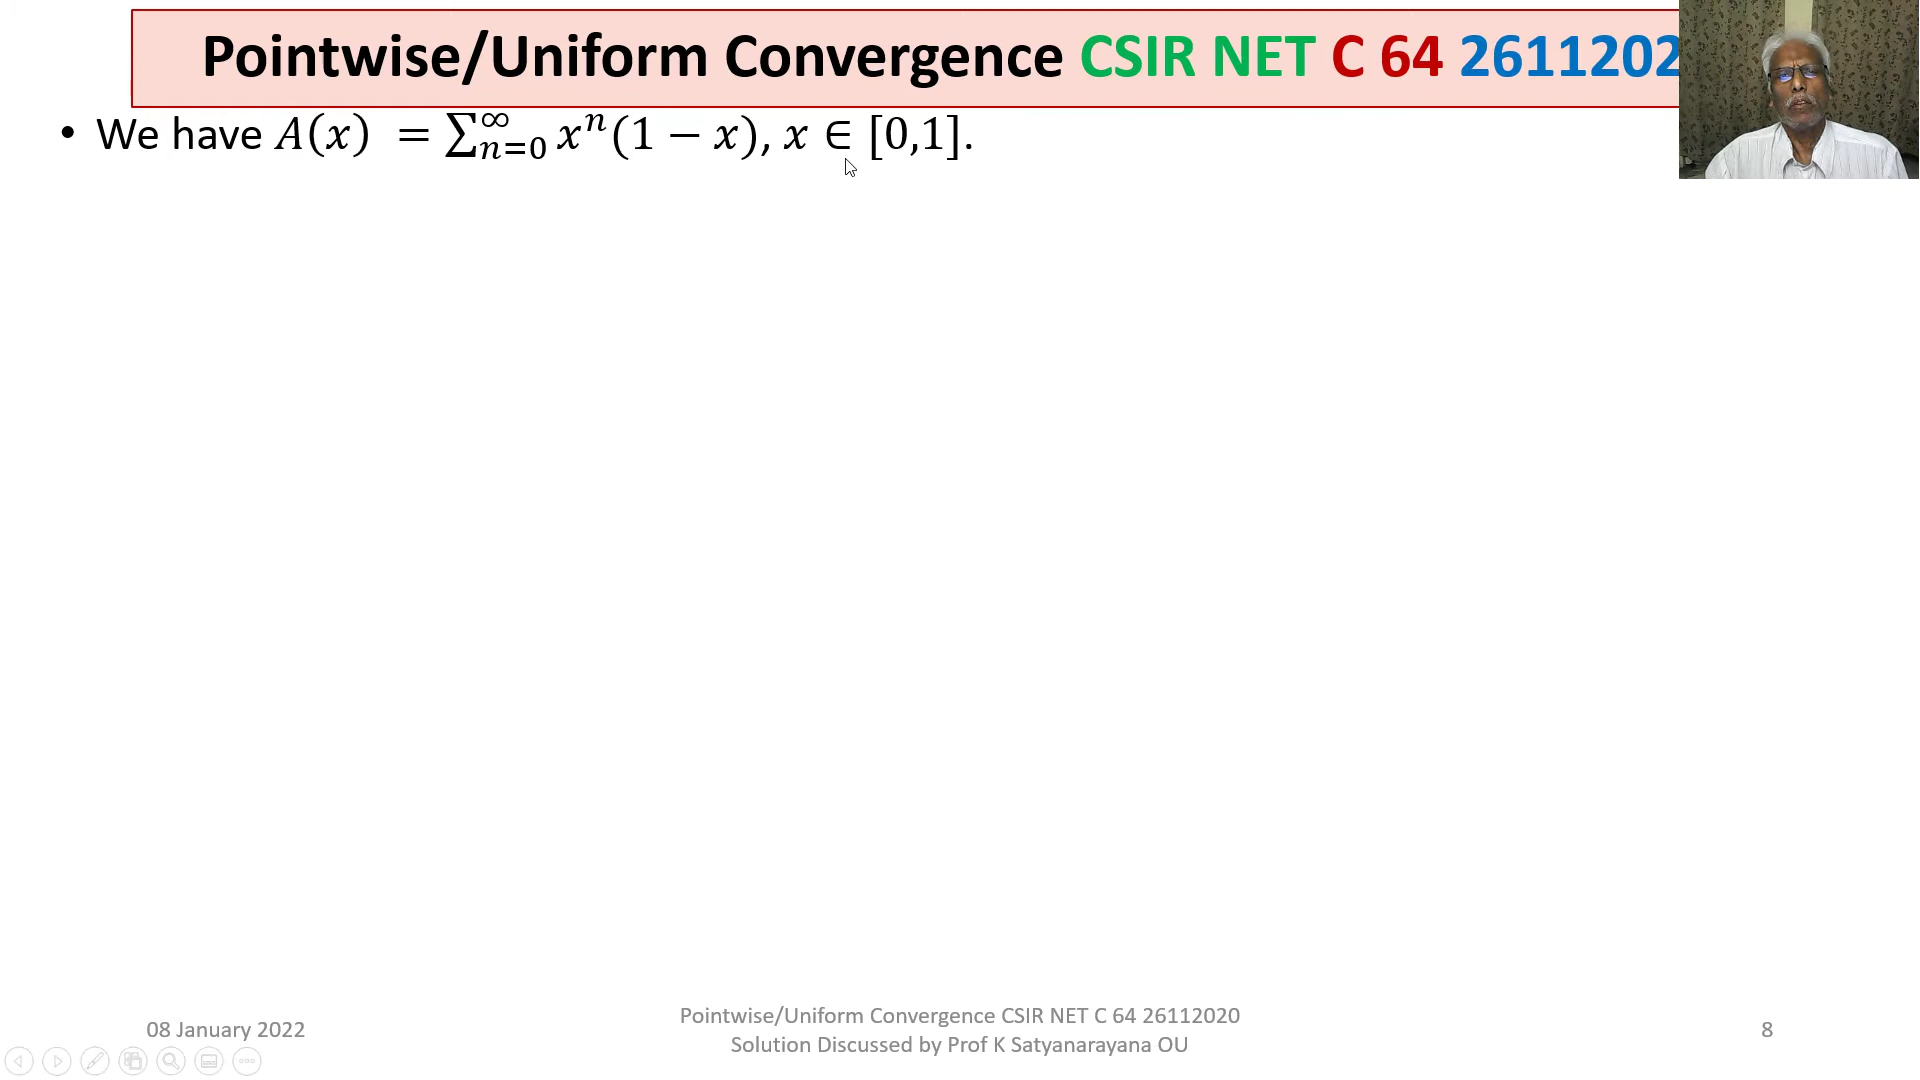 Pointwise/Uniform Convergence CSIR NET C 64 2611202
• We have A(x) = ∑_{n=0}^{∞} x^n(1 − x), x ∈ [0,1].
08 January 2022
Pointwise/Uniform Convergence CSIR NET C 64 26112020
Solution Discussed by Prof K Satyanarayana OU
8